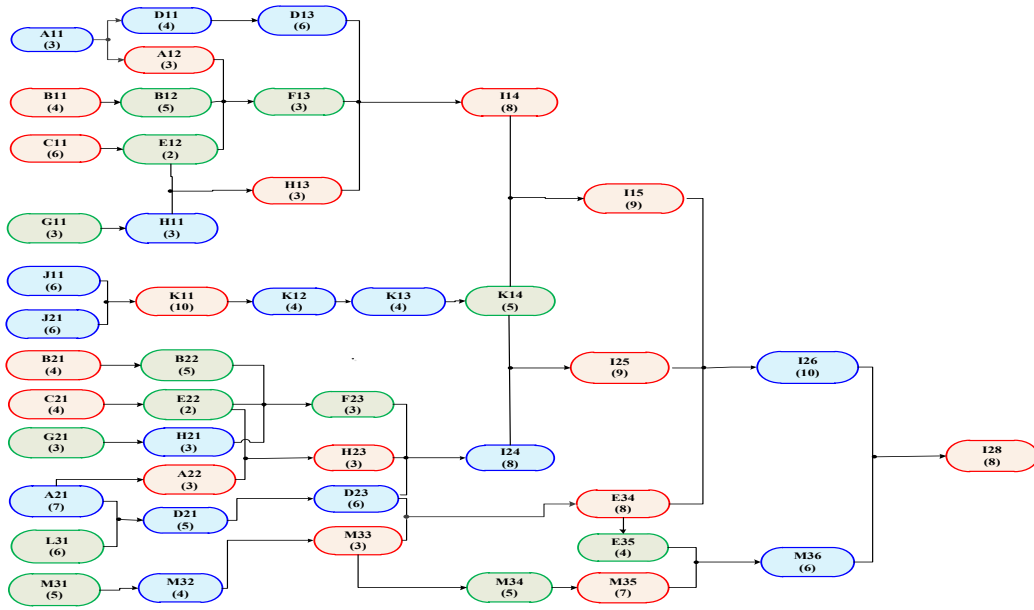 D11
(4)
D13
(6)
A11
(3)
A12
(3)
B11
(4)
B12
(5)
F13
(3)
I14
(8)
C11
(6)
E12
(2)
H13
(3)
I15
(9)
G11
(3)
H11
(3)
J11
(6)
K11
(10)
K12
(4)
K13
(4)
K14
(5)
J21
(6)
B21
(4)
B22
(5)
I25
(9)
I26
(10)
C21
(4)
E22
(2)
F23
(3)
G21
(3)
H21
(3)
H23
(3)
I24
(8)
I28
(8)
A22
(3)
A21
(7)
D21
(5)
D23
(6)
E34
(8)
L31
(6)
M33
(3)
E35
(4)
M31
(5)
M32
(4)
M34
(5)
M35
(7)
M36
(6)